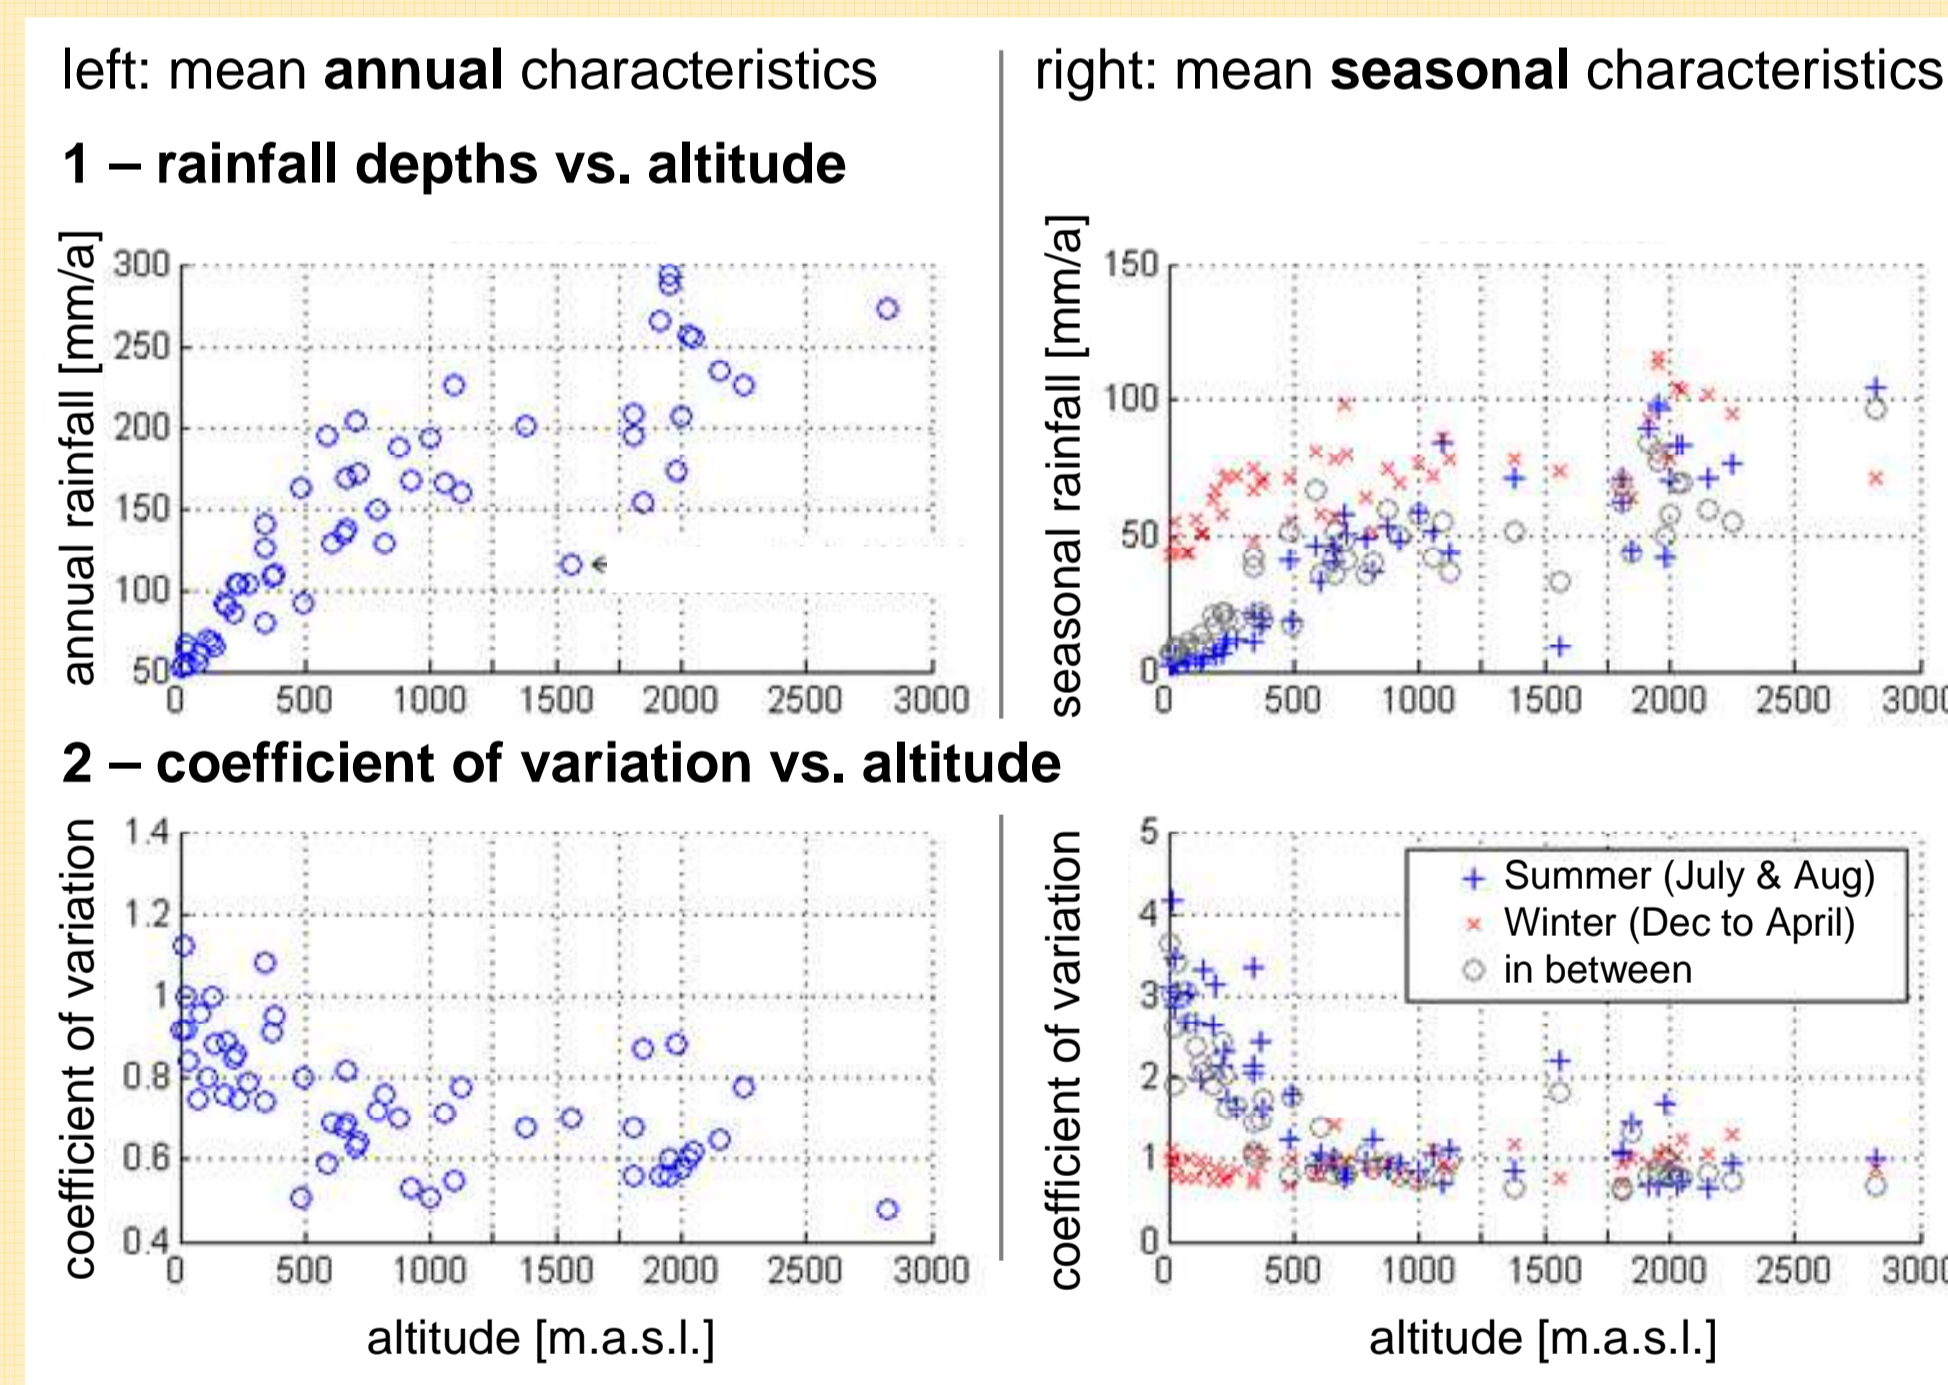 left: mean annual characteristics
right: mean seasonal characteristics
1 – rainfall depths vs. altitude
annual rainfall [mm/a]
300
250
200
150
100
50
0 500 1000 1500 2000 2500 3000
seasonal rainfall [mm/a]
150
100
50
0
0 500 1000 1500 2000 2500 3000
2 – coefficient of variation vs. altitude
coefficient of variation
1.4
1.2
1
0.8
0.6
0.4
0 500 1000 1500 2000 2500 3000
altitude [m.a.s.l.]
coefficient of variation
5
4
3
2
1
0
Summer (July & Aug)
Winter (Dec to April)
in between
0 500 1000 1500 2000 2500 3000
altitude [m.a.s.l.]